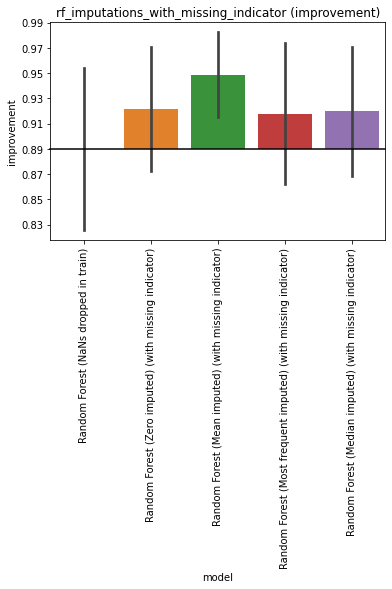 rf_imputations_with_missing_indicator (improvement)
0.99
0.97
0.95
0.93
0.91
0.89
0.87
0.85
0.83
improvement
Random Forest (NaNs dropped in train)
Random Forest (Zero imputed) (with missing indicator)
Random Forest (Mean imputed) (with missing indicator)
Random Forest (Most frequent imputed) (with missing indicator)
Random Forest (Median imputed) (with missing indicator)
model